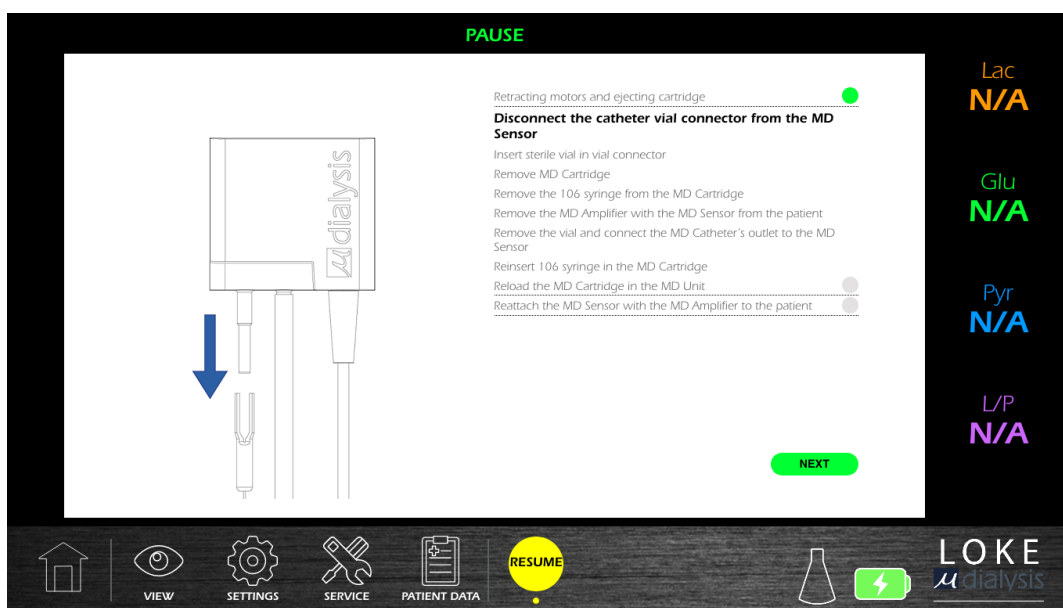 PAUSE
Retracting motors and ejecting cartridge
Disconnect the catheter vial connector from the MD
Sensor
Insert sterile vial in vial connector
Remove MD Cartridge
Remove the 106 syringe from the MD Cartridge
Remove the MD Amplifier with the MD Sensor from the patient
Remove the vial and connect the MD Catheter´s outlet to the MD
Sensor
Reinsert 106 syringe in the MD Cartridge
Reload the MD Cartridge in the MD Unit
Reattach the MD Sensor with the MD Amplifier to the patient
NEXT
μdialysis
Lac
N/A
Glu
N/A
Pyr
N/A
L/P
N/A
VIEW
SETTINGS
SERVICE
PATIENT DATA
RESUME
LOKE
μdialysis